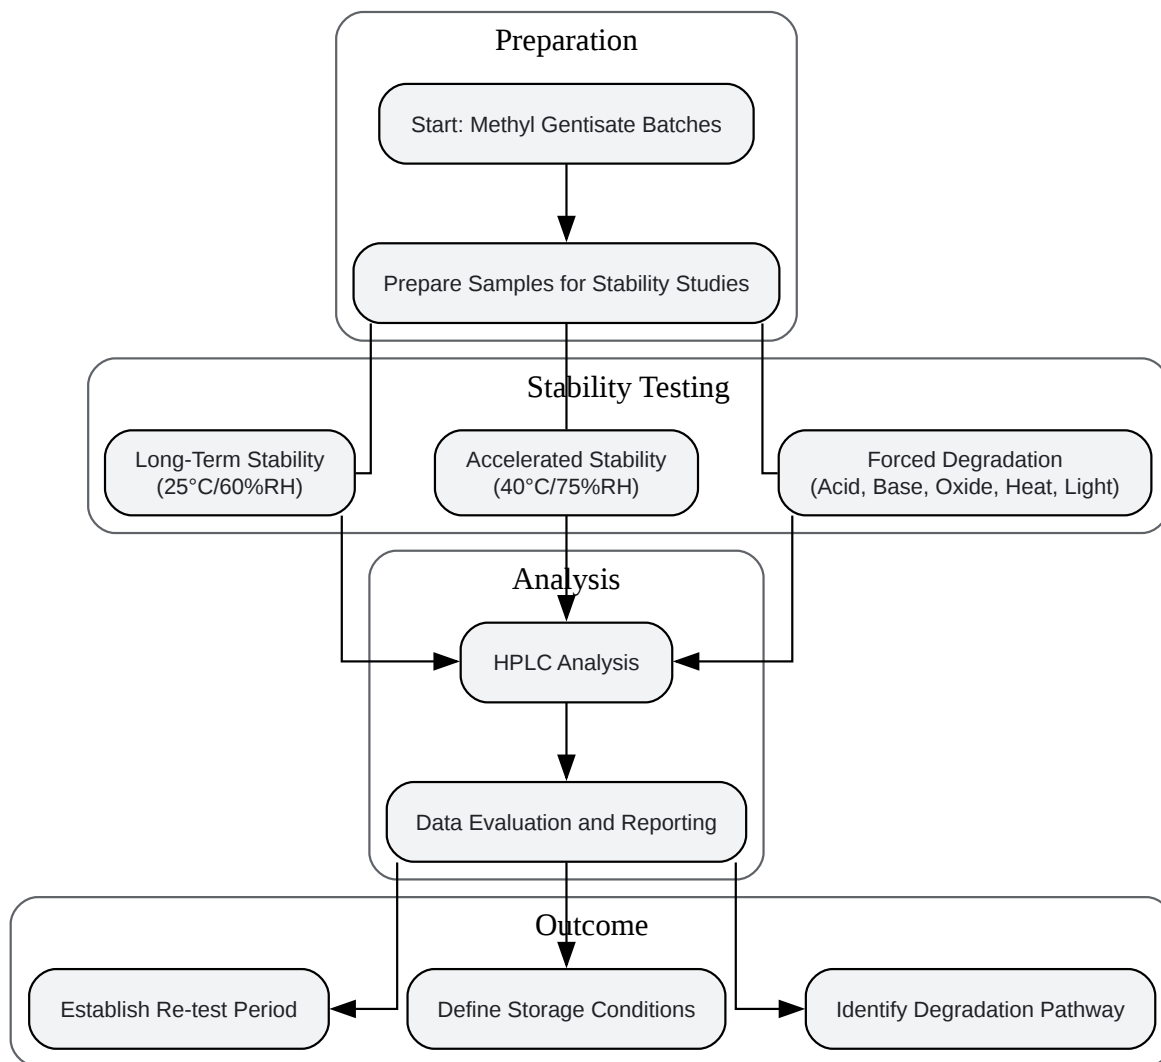 Preparation
Start: Methyl Gentisate Batches
Prepare Samples for Stability Studies
Stability Testing
Long-Term Stability
(25°C/60%RH)
Accelerated Stability
(40°C/75%RH)
Forced Degradation
(Acid, Base, Oxide, Heat, Light)
Analysis
HPLC Analysis
Data Evaluation and Reporting
Outcome
Establish Re-test Period
Define Storage Conditions
Identify Degradation Pathway